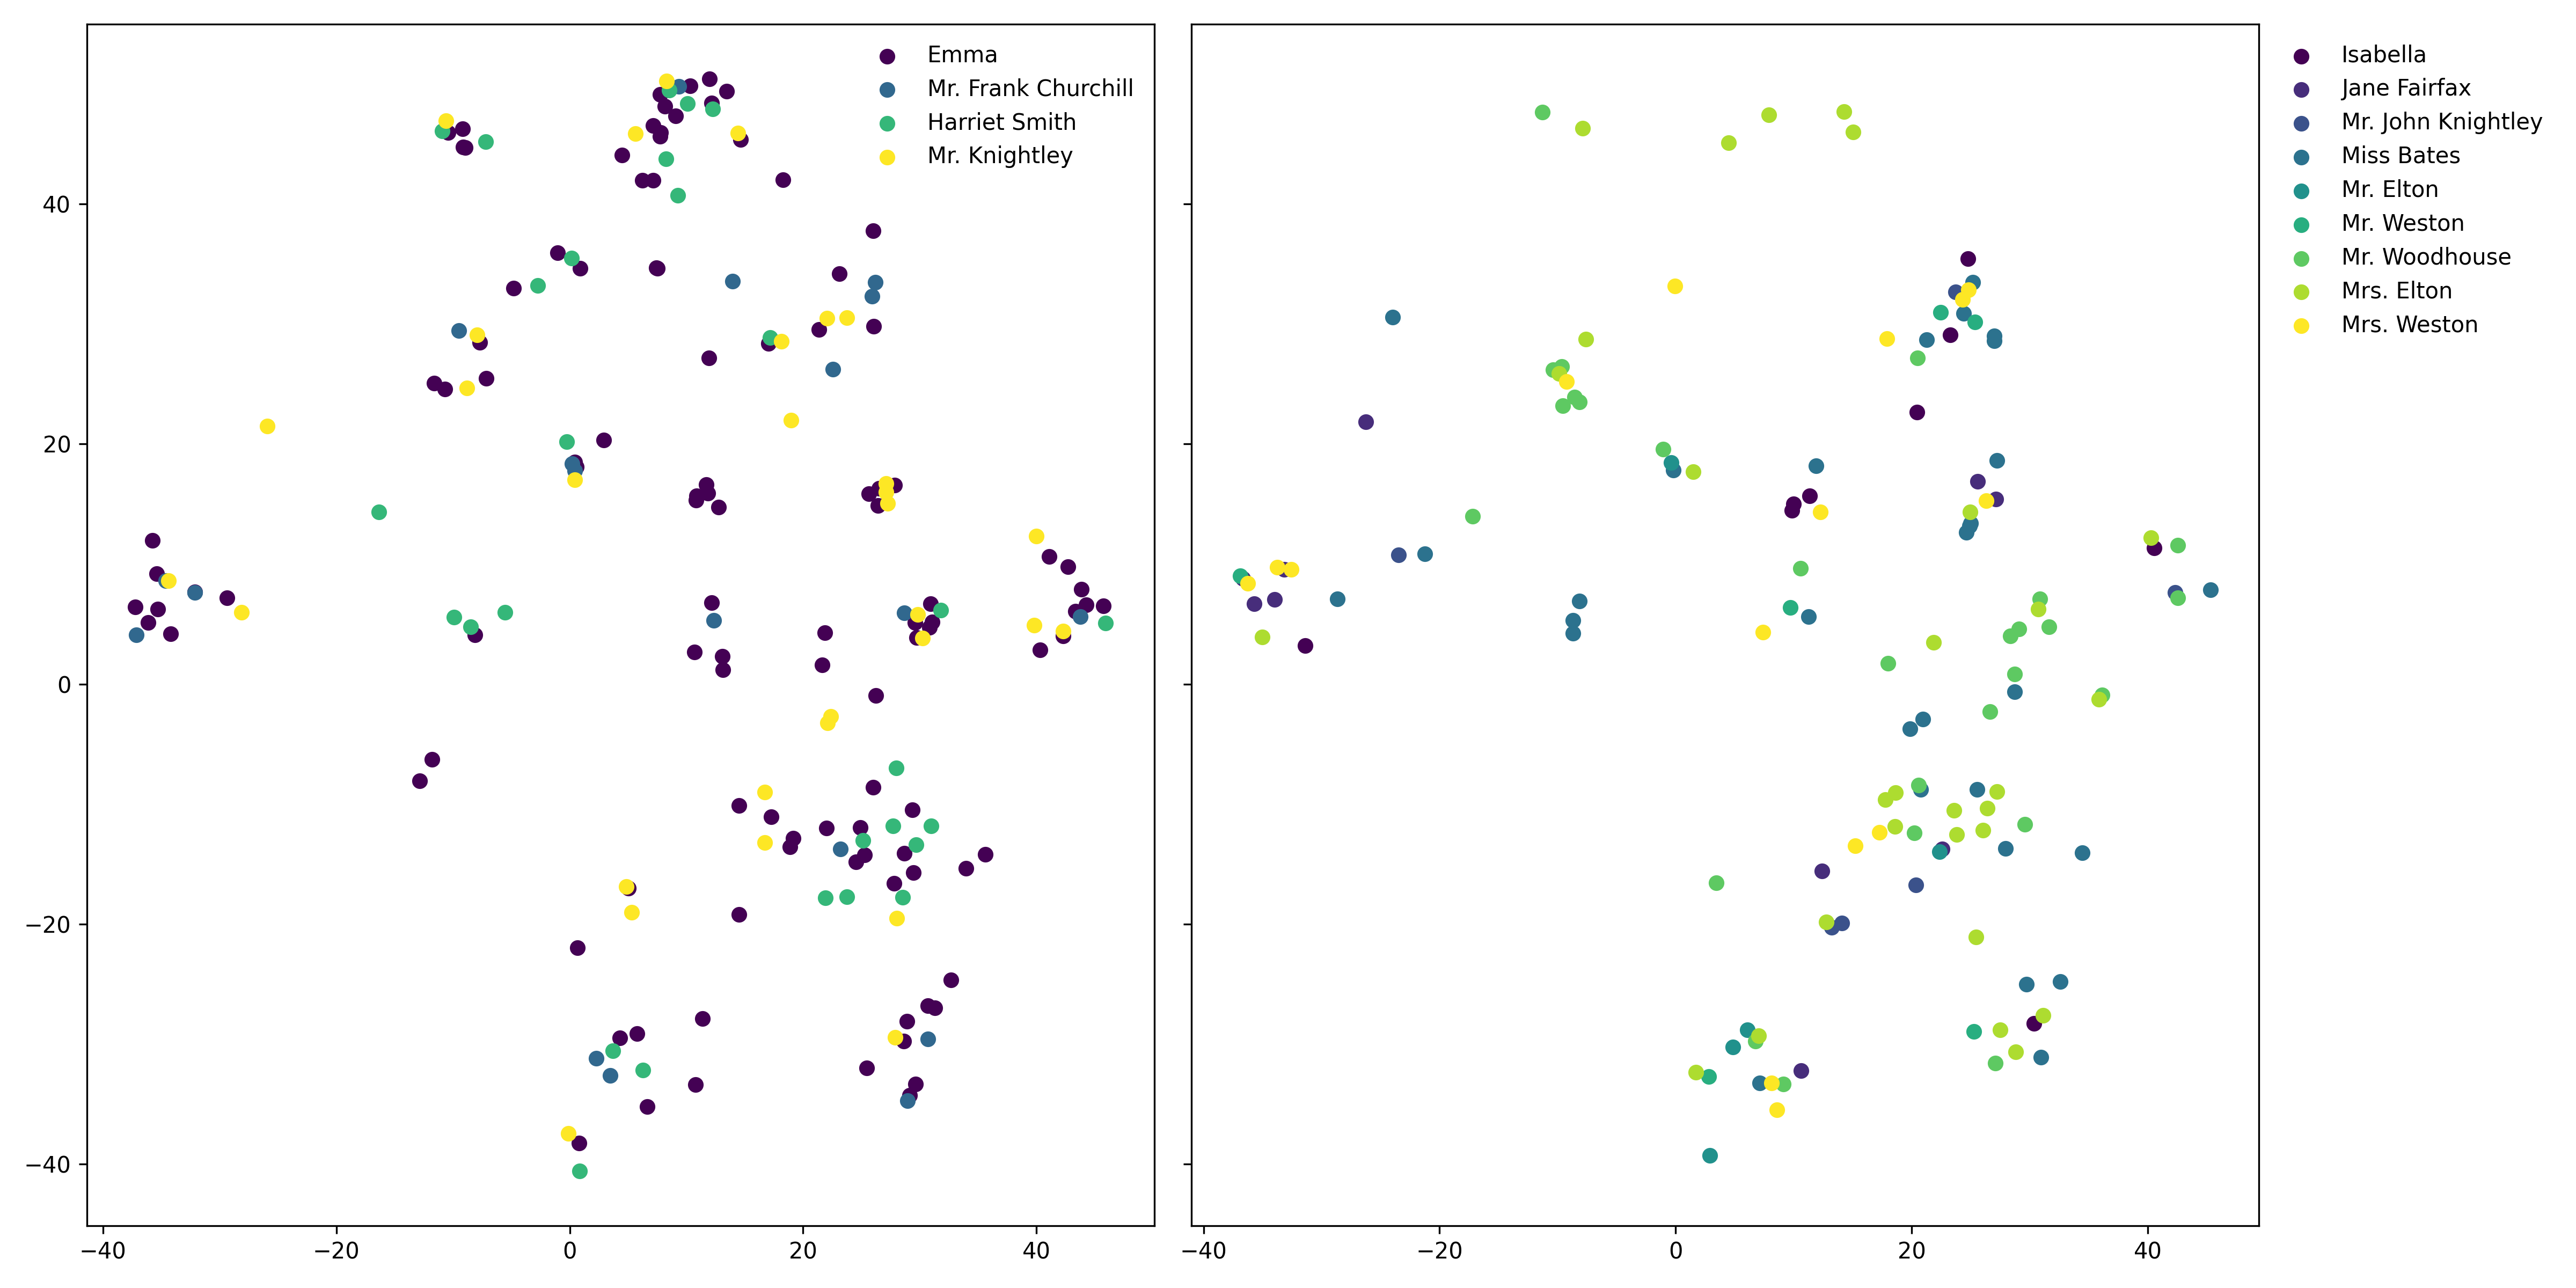 Emma
Mr. Frank Churchill
Harriet Smith
Mr. Knightley
Isabella
Jane Fairfax
Mr. John Knightley
Miss Bates
Mr. Elton
Mr. Weston
Mr. Woodhouse
Mrs. Elton
Mrs. Weston
40
20
0
−20
−40
−40 −20 0 20 40
−40 −20 0 20 40